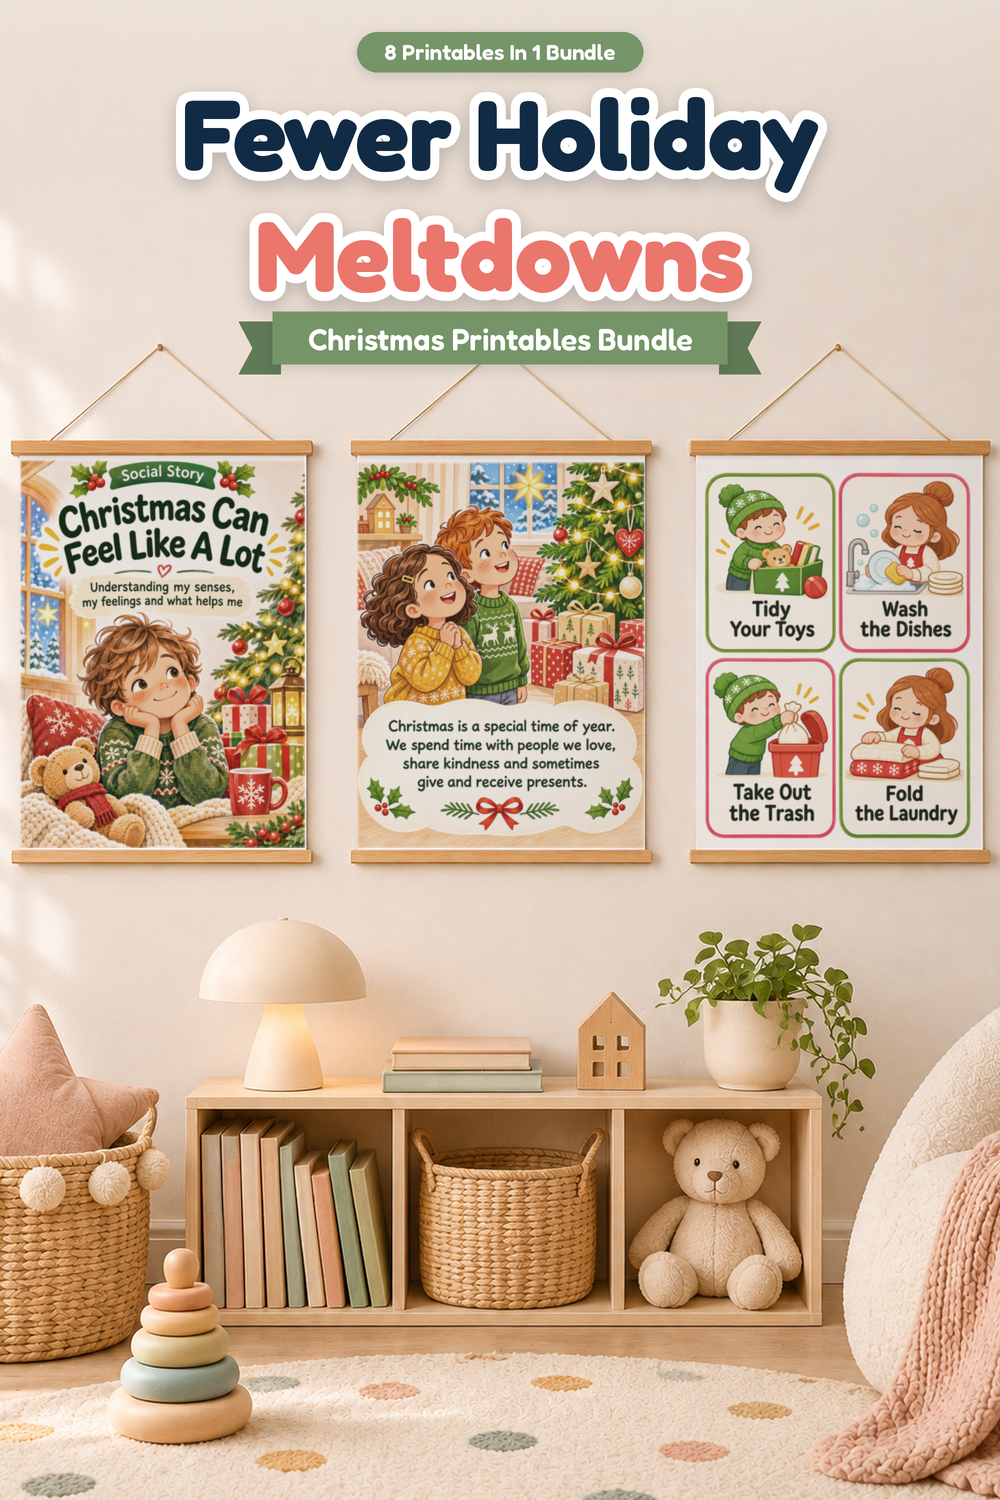 8 Printables In 1 Bundle
Fewer Holiday
Meltdowns
Christmas Printables Bundle
Social Story
Christmas Can
Feel Like A Lot
Understanding my senses,
my feelings and what helps me
Christmas is a special time of year.
We spend time with people we love,
share kindness and sometimes
give and receive presents.
Tidy
Your Toys
Wash
the Dishes
Take Out
the Trash
Fold
the Laundry